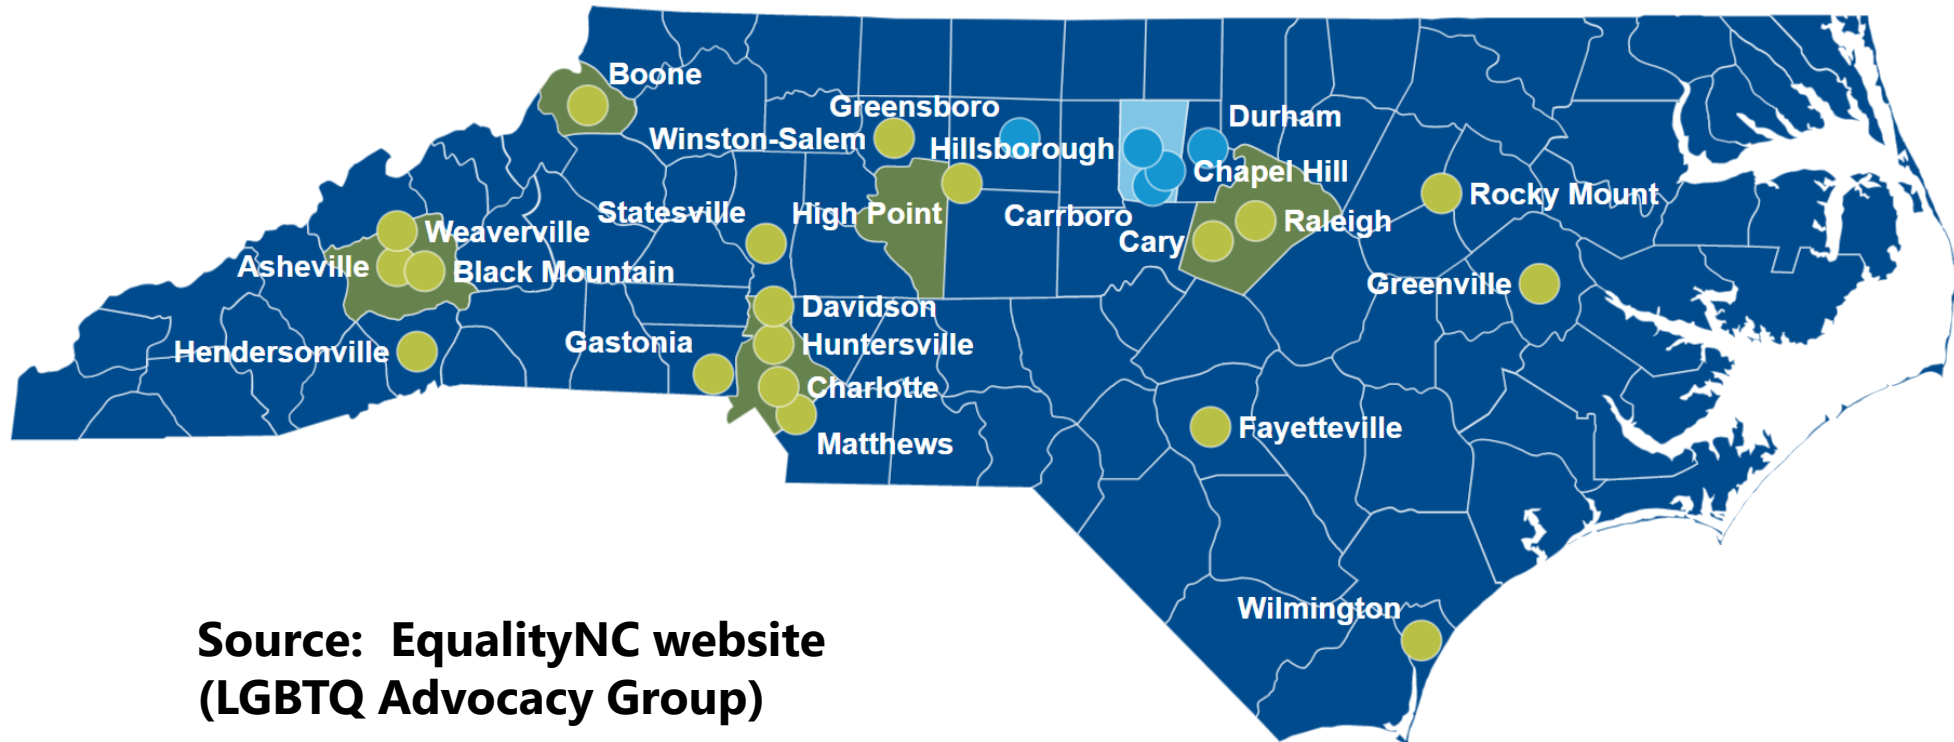 Boone
Greensboro
Durham
Winston-Salem
Hillsborough
Chapel Hill
Rocky Mount
Statesville
High Point
Carrboro
Raleigh
Weaverville
Cary
Asheville
Black Mountain
Greenville
Davidson
Gastonia
Huntersville
Hendersonville
Charlotte
Fayetteville
Matthews
Wilmington
Source:  EqualityNC website
(LGBTQ Advocacy Group)